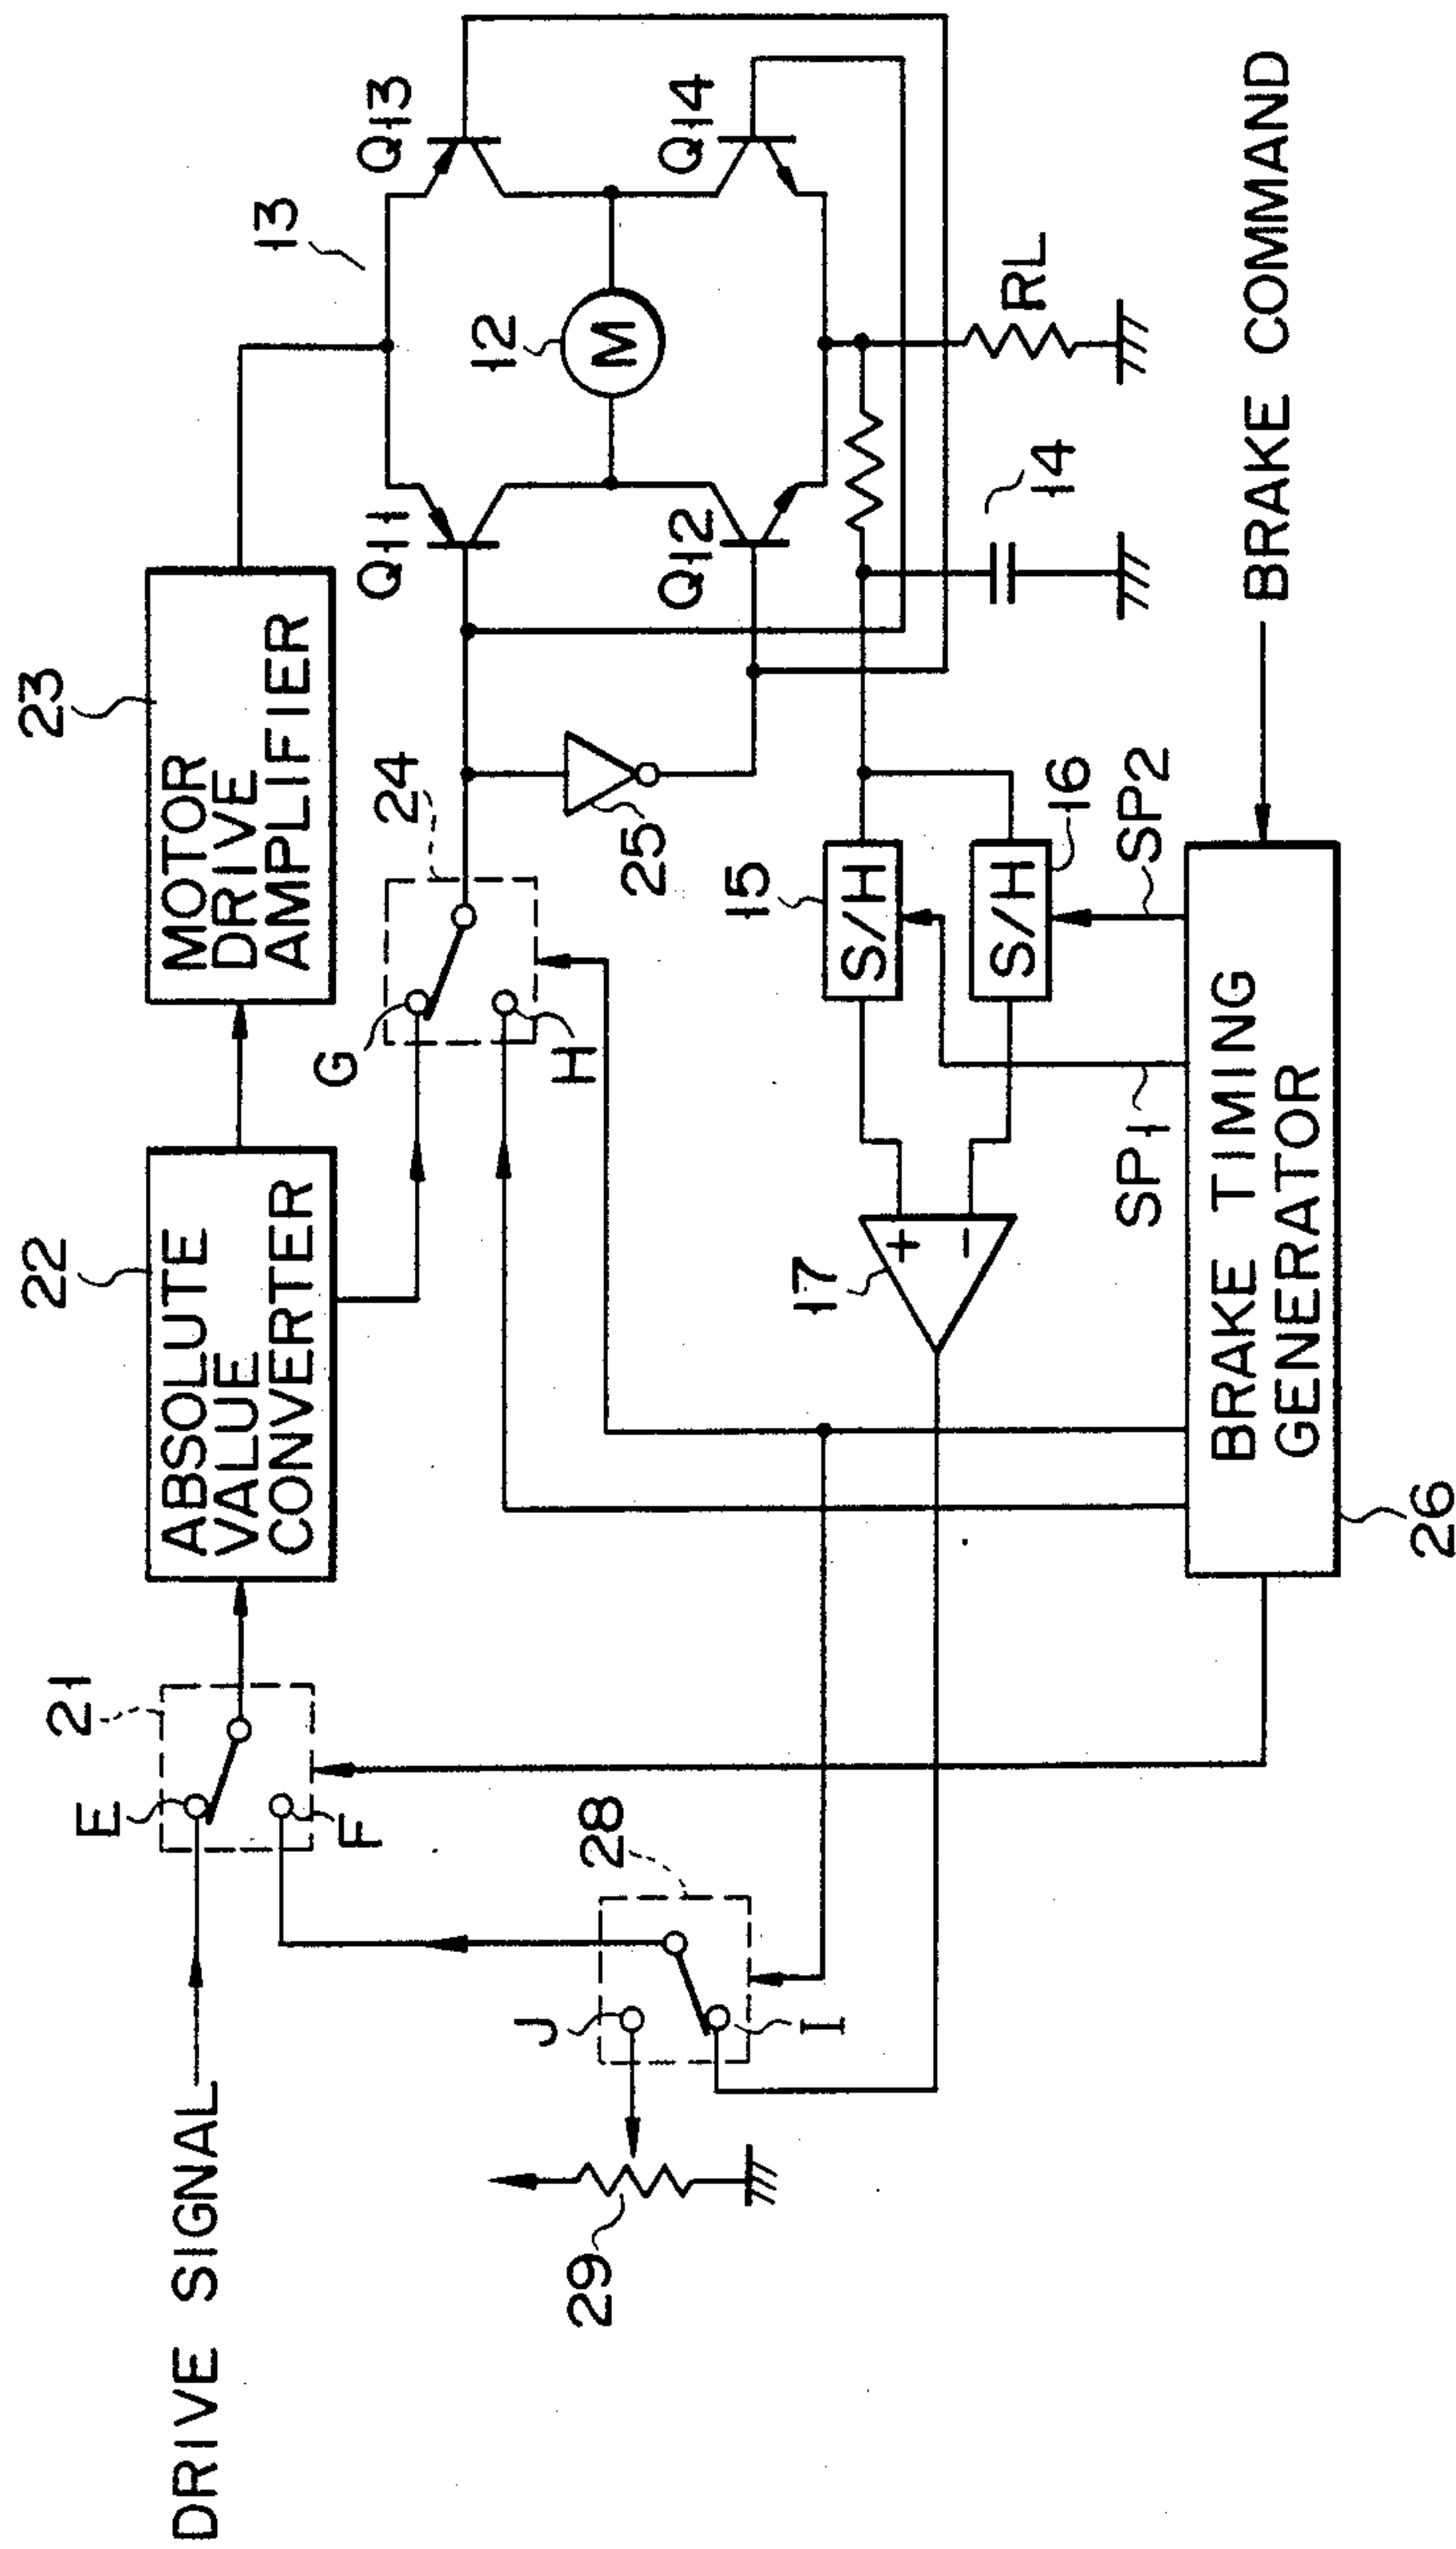 DRIVE SIGNAL
E
F
21
ABSOLUTE
VALUE
CONVERTER
22
MOTOR
DRIVE
AMPLIFIER
23
13
G
H
24
25
Q11
Q13
12
M
Q12
Q14
J
I
28
29
17
+
-
15
S/H
16
S/H
14
RL
SP1
SP2
BRAKE TIMING
GENERATOR
26
BRAKE COMMAND